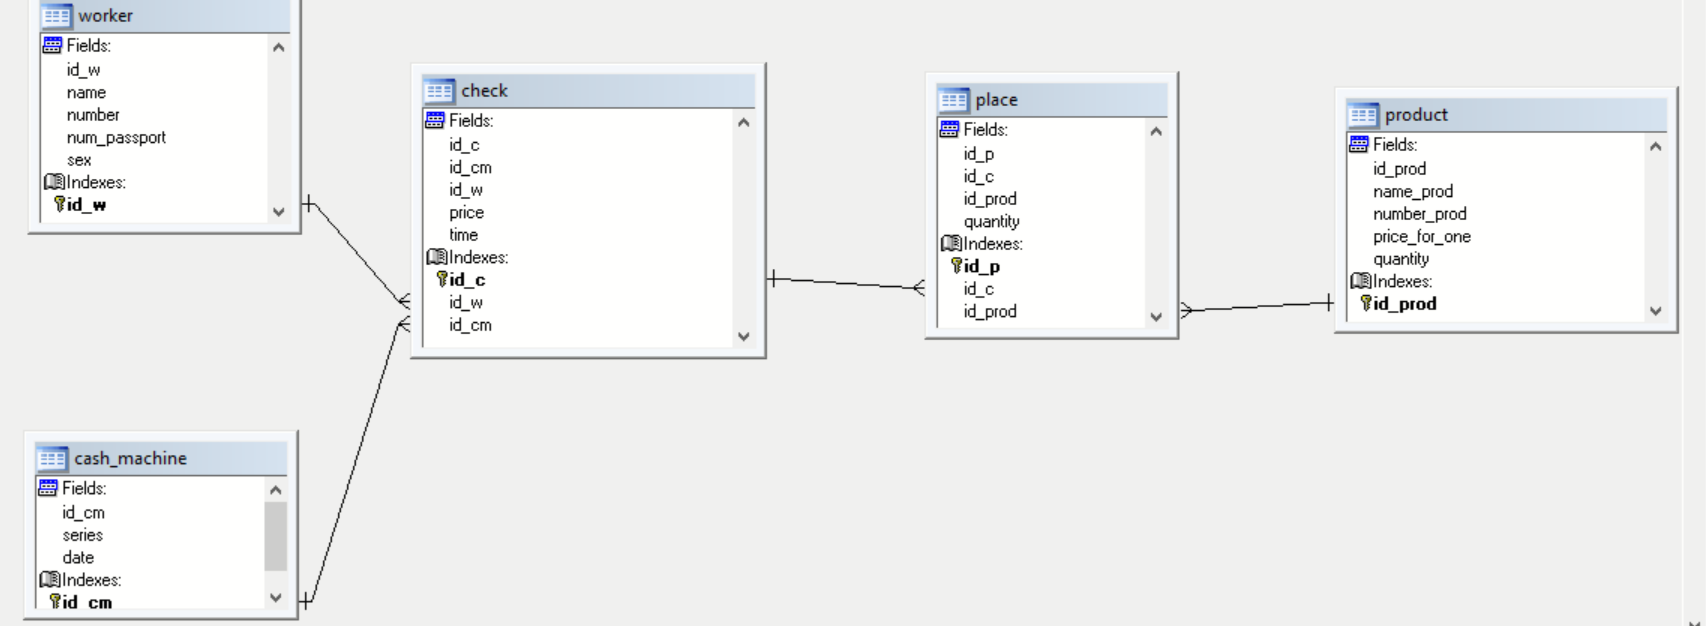 worker
Fields:
id_w
name
number
num_passport
sex
Indexes:
id_w
check
Fields:
id_c
id_cm
id_w
price
time
Indexes:
id_c
id_w
id_cm
place
Fields:
id_p
id_c
id_prod
quantity
Indexes:
id_p
id_c
id_prod
product
Fields:
id_prod
name_prod
number_prod
price_for_one
quantity
Indexes:
id_prod
cash_machine
Fields:
id_cm
series
date
Indexes:
id_cm